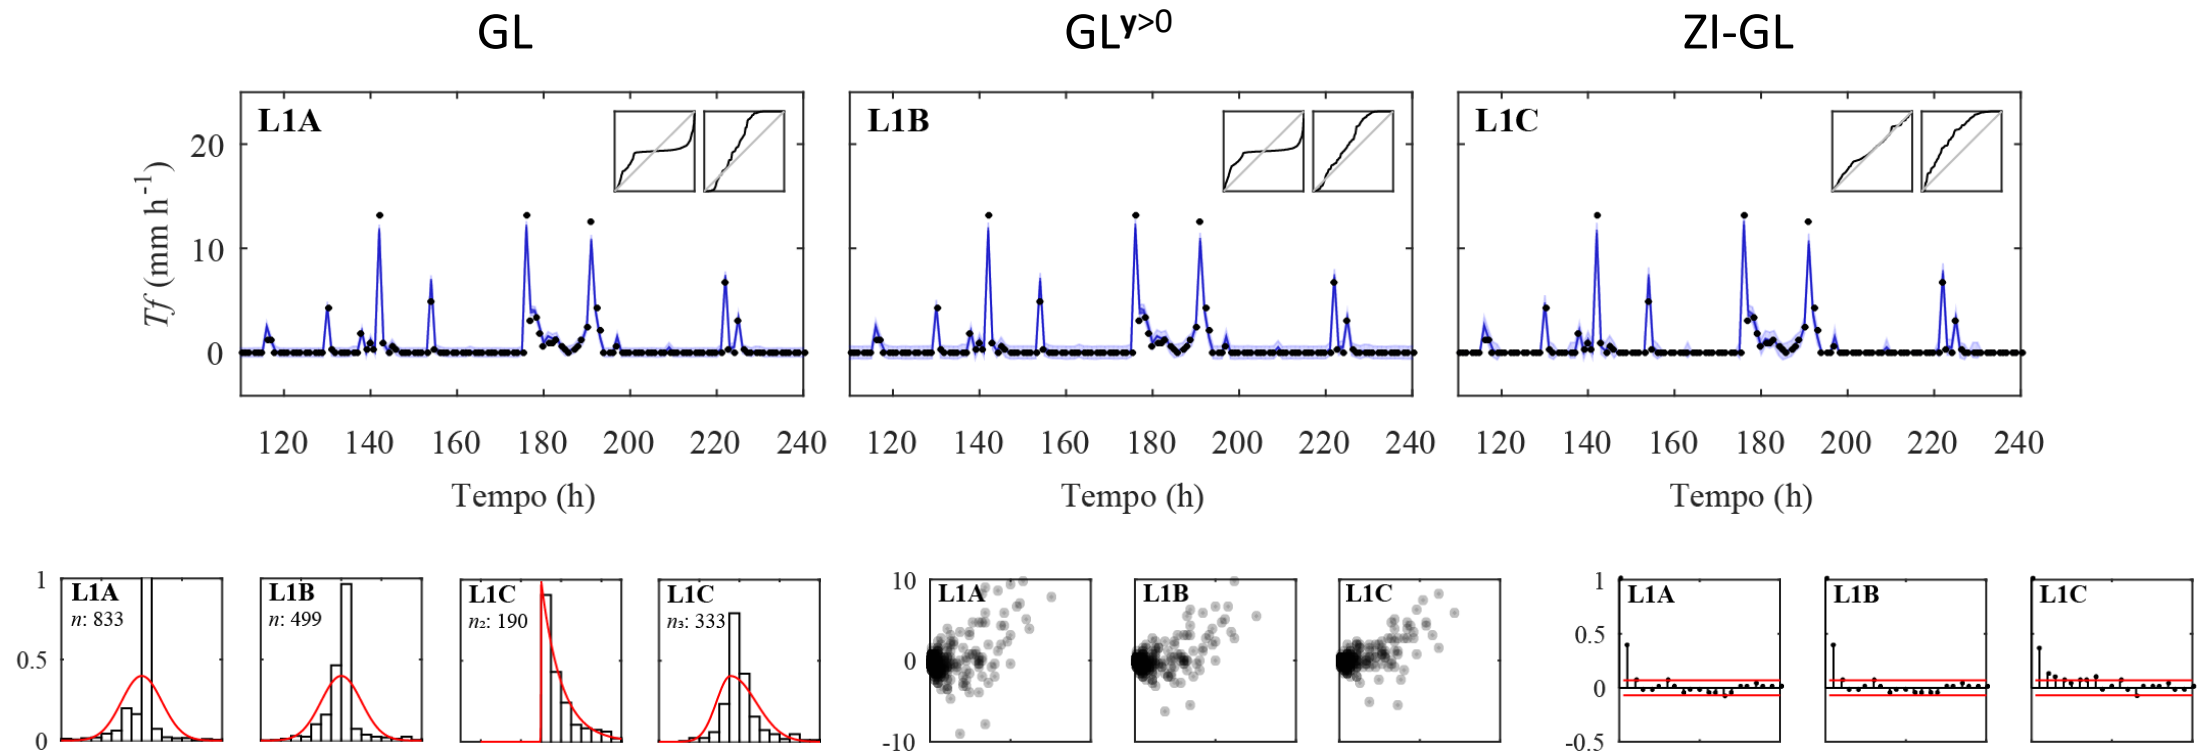 GL GL^y>0 ZI-GL
L1A L1B L1C
Tf (mm h⁻¹)
20
10
0
120 140 160 180 200 220 240 120 140 160 180 200 220 240 120 140 160 180 200 220 240
Tempo (h) Tempo (h) Tempo (h)
1 L1A L1B L1C L1C 10 L1A L1B L1C 1 L1A L1B L1C
n: 833 n: 499 n₂: 190 n₃: 333
0.5 0 0.5
0
0 -10 -0.5